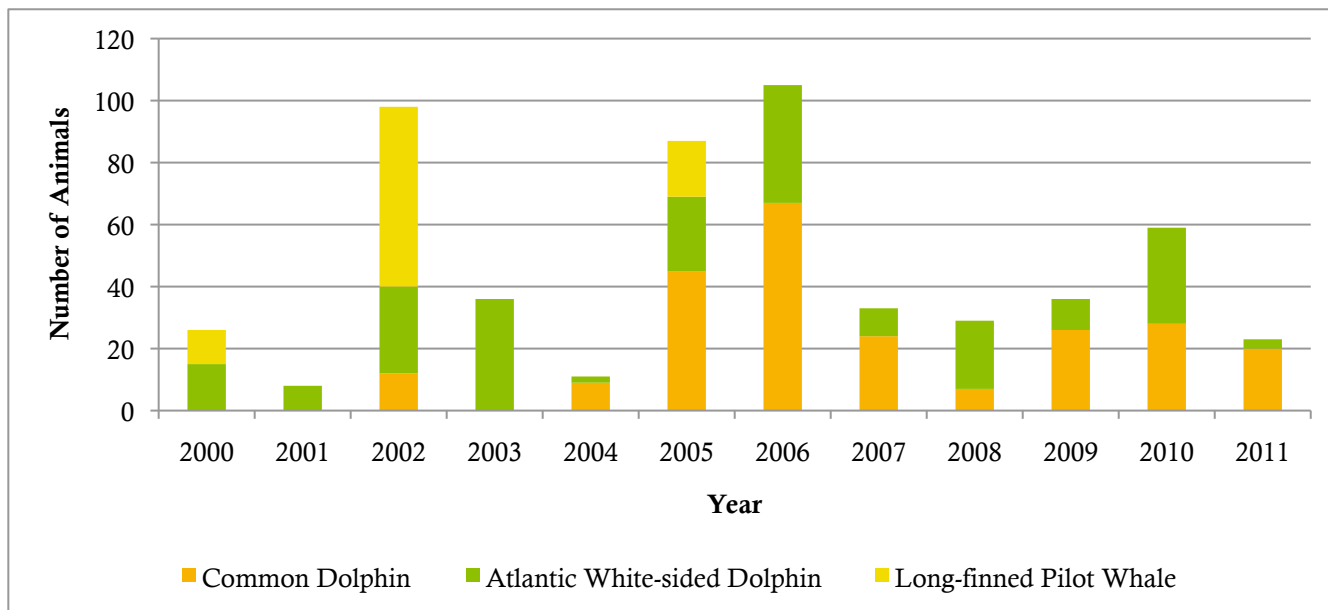 120
100
80
60
40
20
0
Number of Animals
2000 2001 2002 2003 2004 2005 2006 2007 2008 2009 2010 2011
Year
Common Dolphin Atlantic White-sided Dolphin Long-finned Pilot Whale